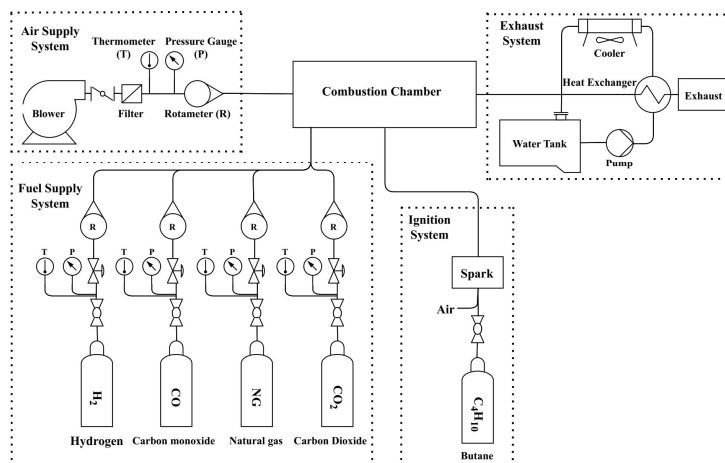 Air Supply
System
Thermometer
(T)
Pressure Gauge
(P)
Blower
Filter
Rotameter (R)
Combustion Chamber
Exhaust
System
Cooler
Heat Exchanger
Exhaust
Water Tank
Pump
Fuel Supply
System
R
R
R
R
T
P
T
P
T
P
T
P
H2
CO
NG
CO2
Hydrogen
Carbon monoxide
Natural gas
Carbon Dioxide
Ignition
System
Spark
Air
C4H10
Butane